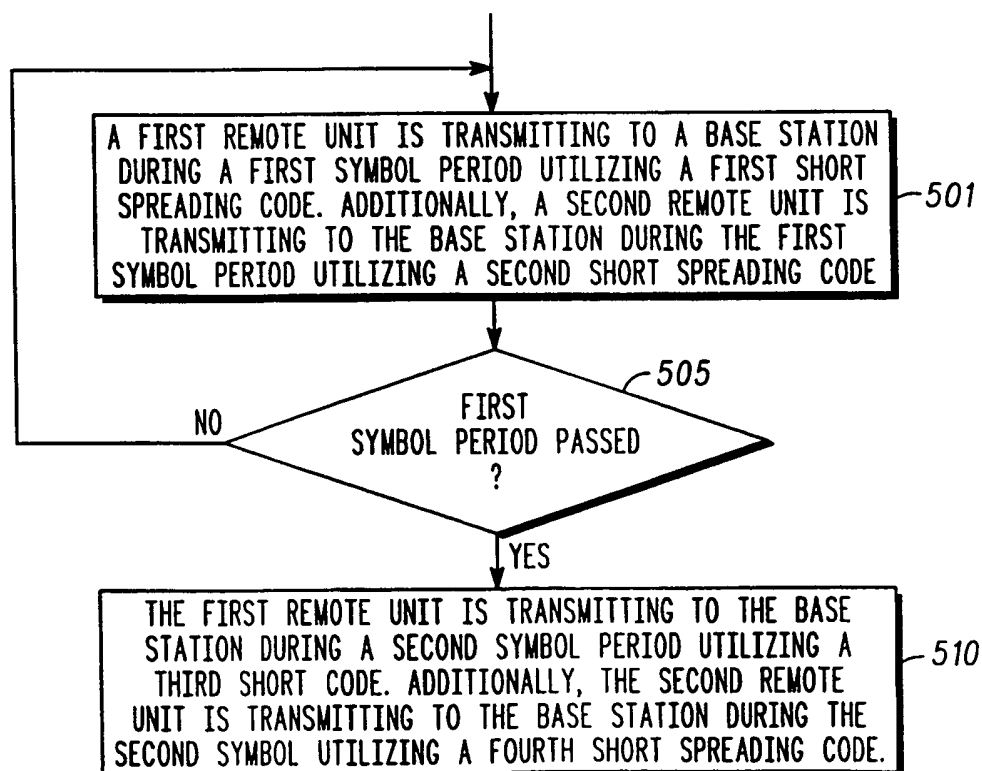 A FIRST REMOTE UNIT IS TRANSMITTING TO A BASE STATION
DURING A FIRST SYMBOL PERIOD UTILIZING A FIRST SHORT
SPREADING CODE. ADDITIONALLY, A SECOND REMOTE UNIT IS
TRANSMITTING TO THE BASE STATION DURING THE FIRST
SYMBOL PERIOD UTILIZING A SECOND SHORT SPREADING CODE
501
505
FIRST
SYMBOL PERIOD PASSED
?
NO
YES
THE FIRST REMOTE UNIT IS TRANSMITTING TO THE BASE
STATION DURING A SECOND SYMBOL PERIOD UTILIZING A
THIRD SHORT CODE. ADDITIONALLY, THE SECOND REMOTE
UNIT IS TRANSMITTING TO THE BASE STATION DURING THE
SECOND SYMBOL UTILIZING A FOURTH SHORT SPREADING CODE.
510